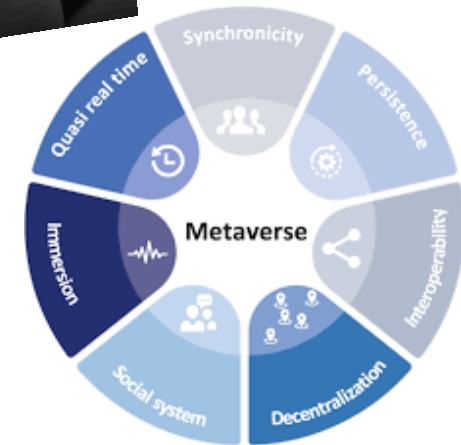 Synchronicity
Persistence
Interoperability
Decentralization
Social system
Immersion
Quasi real time
Metaverse